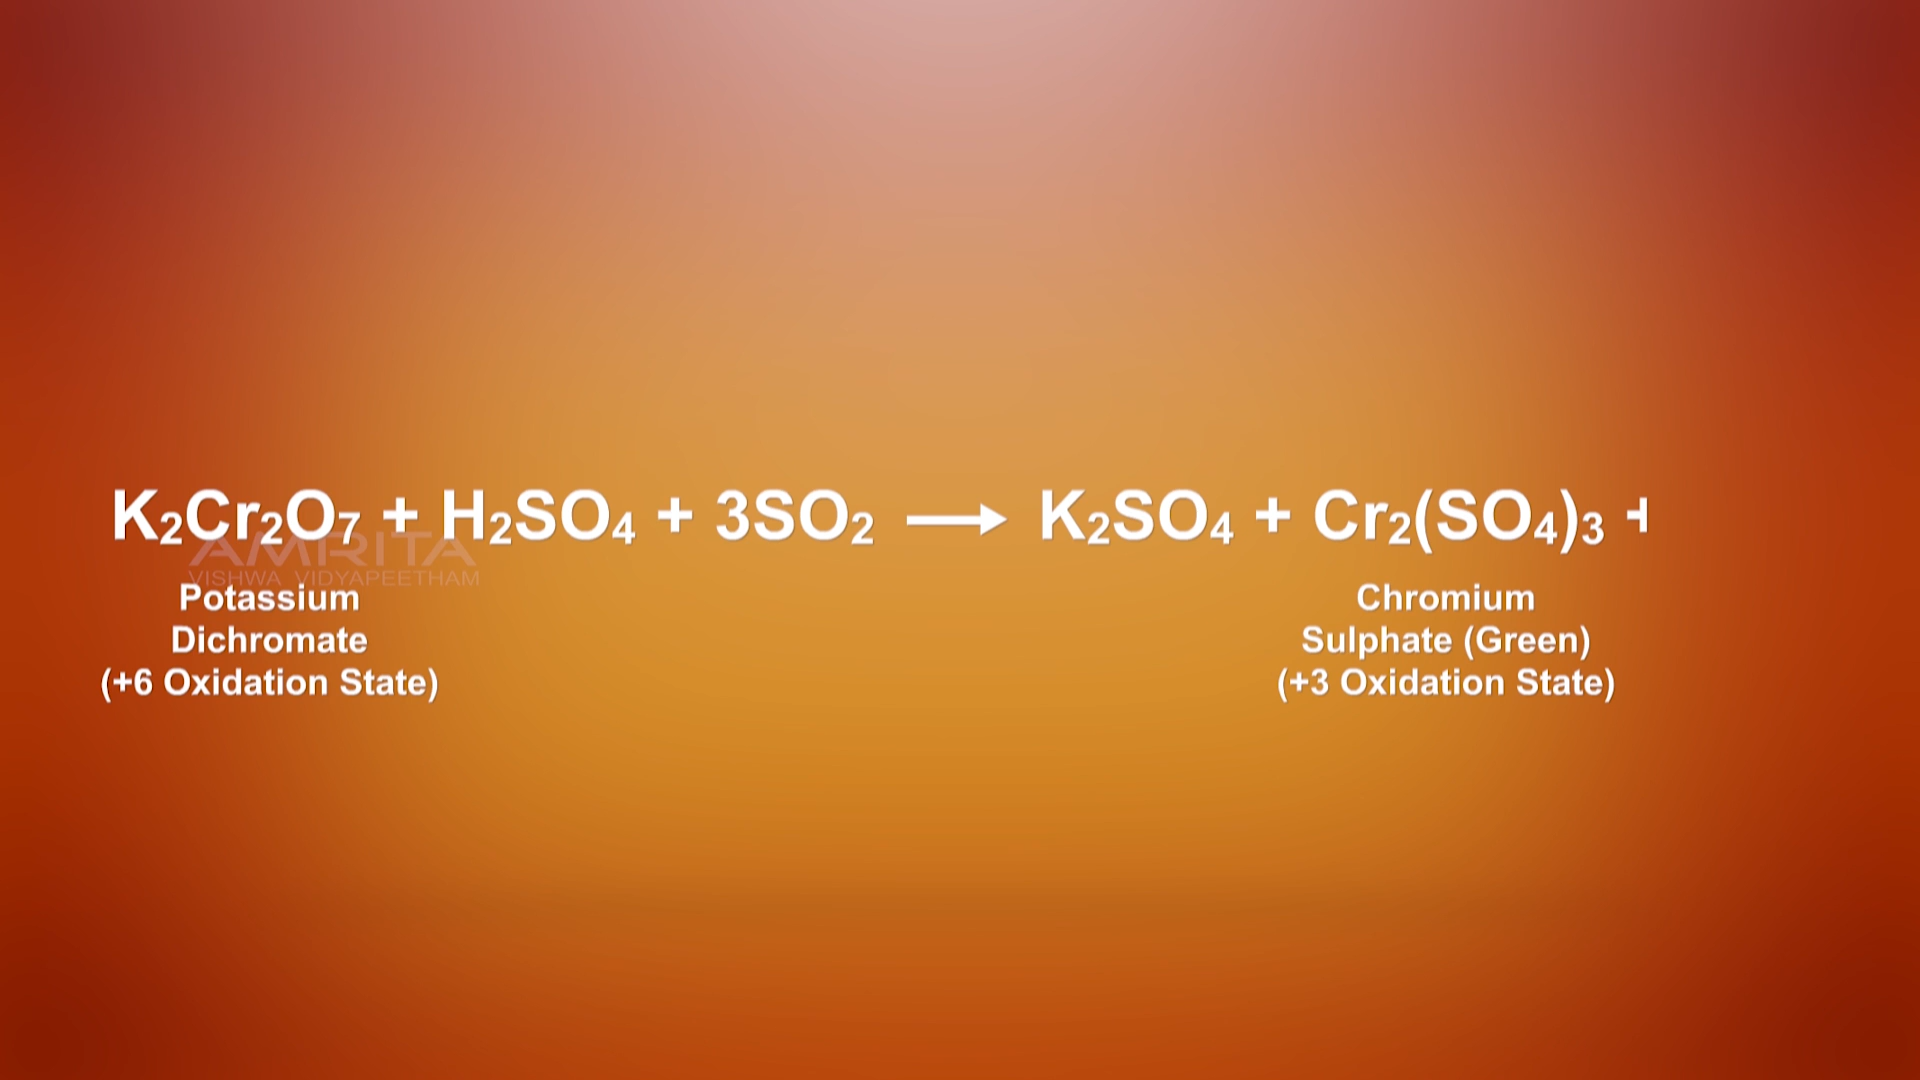 K₂Cr₂O₇ + H₂SO₄ + 3SO₂ ⟶ K₂SO₄ + Cr₂(SO₄)₃ +
AMRITA
VISHWA VIDYAPEETHAM
Potassium
Dichromate
(+6 Oxidation State)
Chromium
Sulphate (Green)
(+3 Oxidation State)